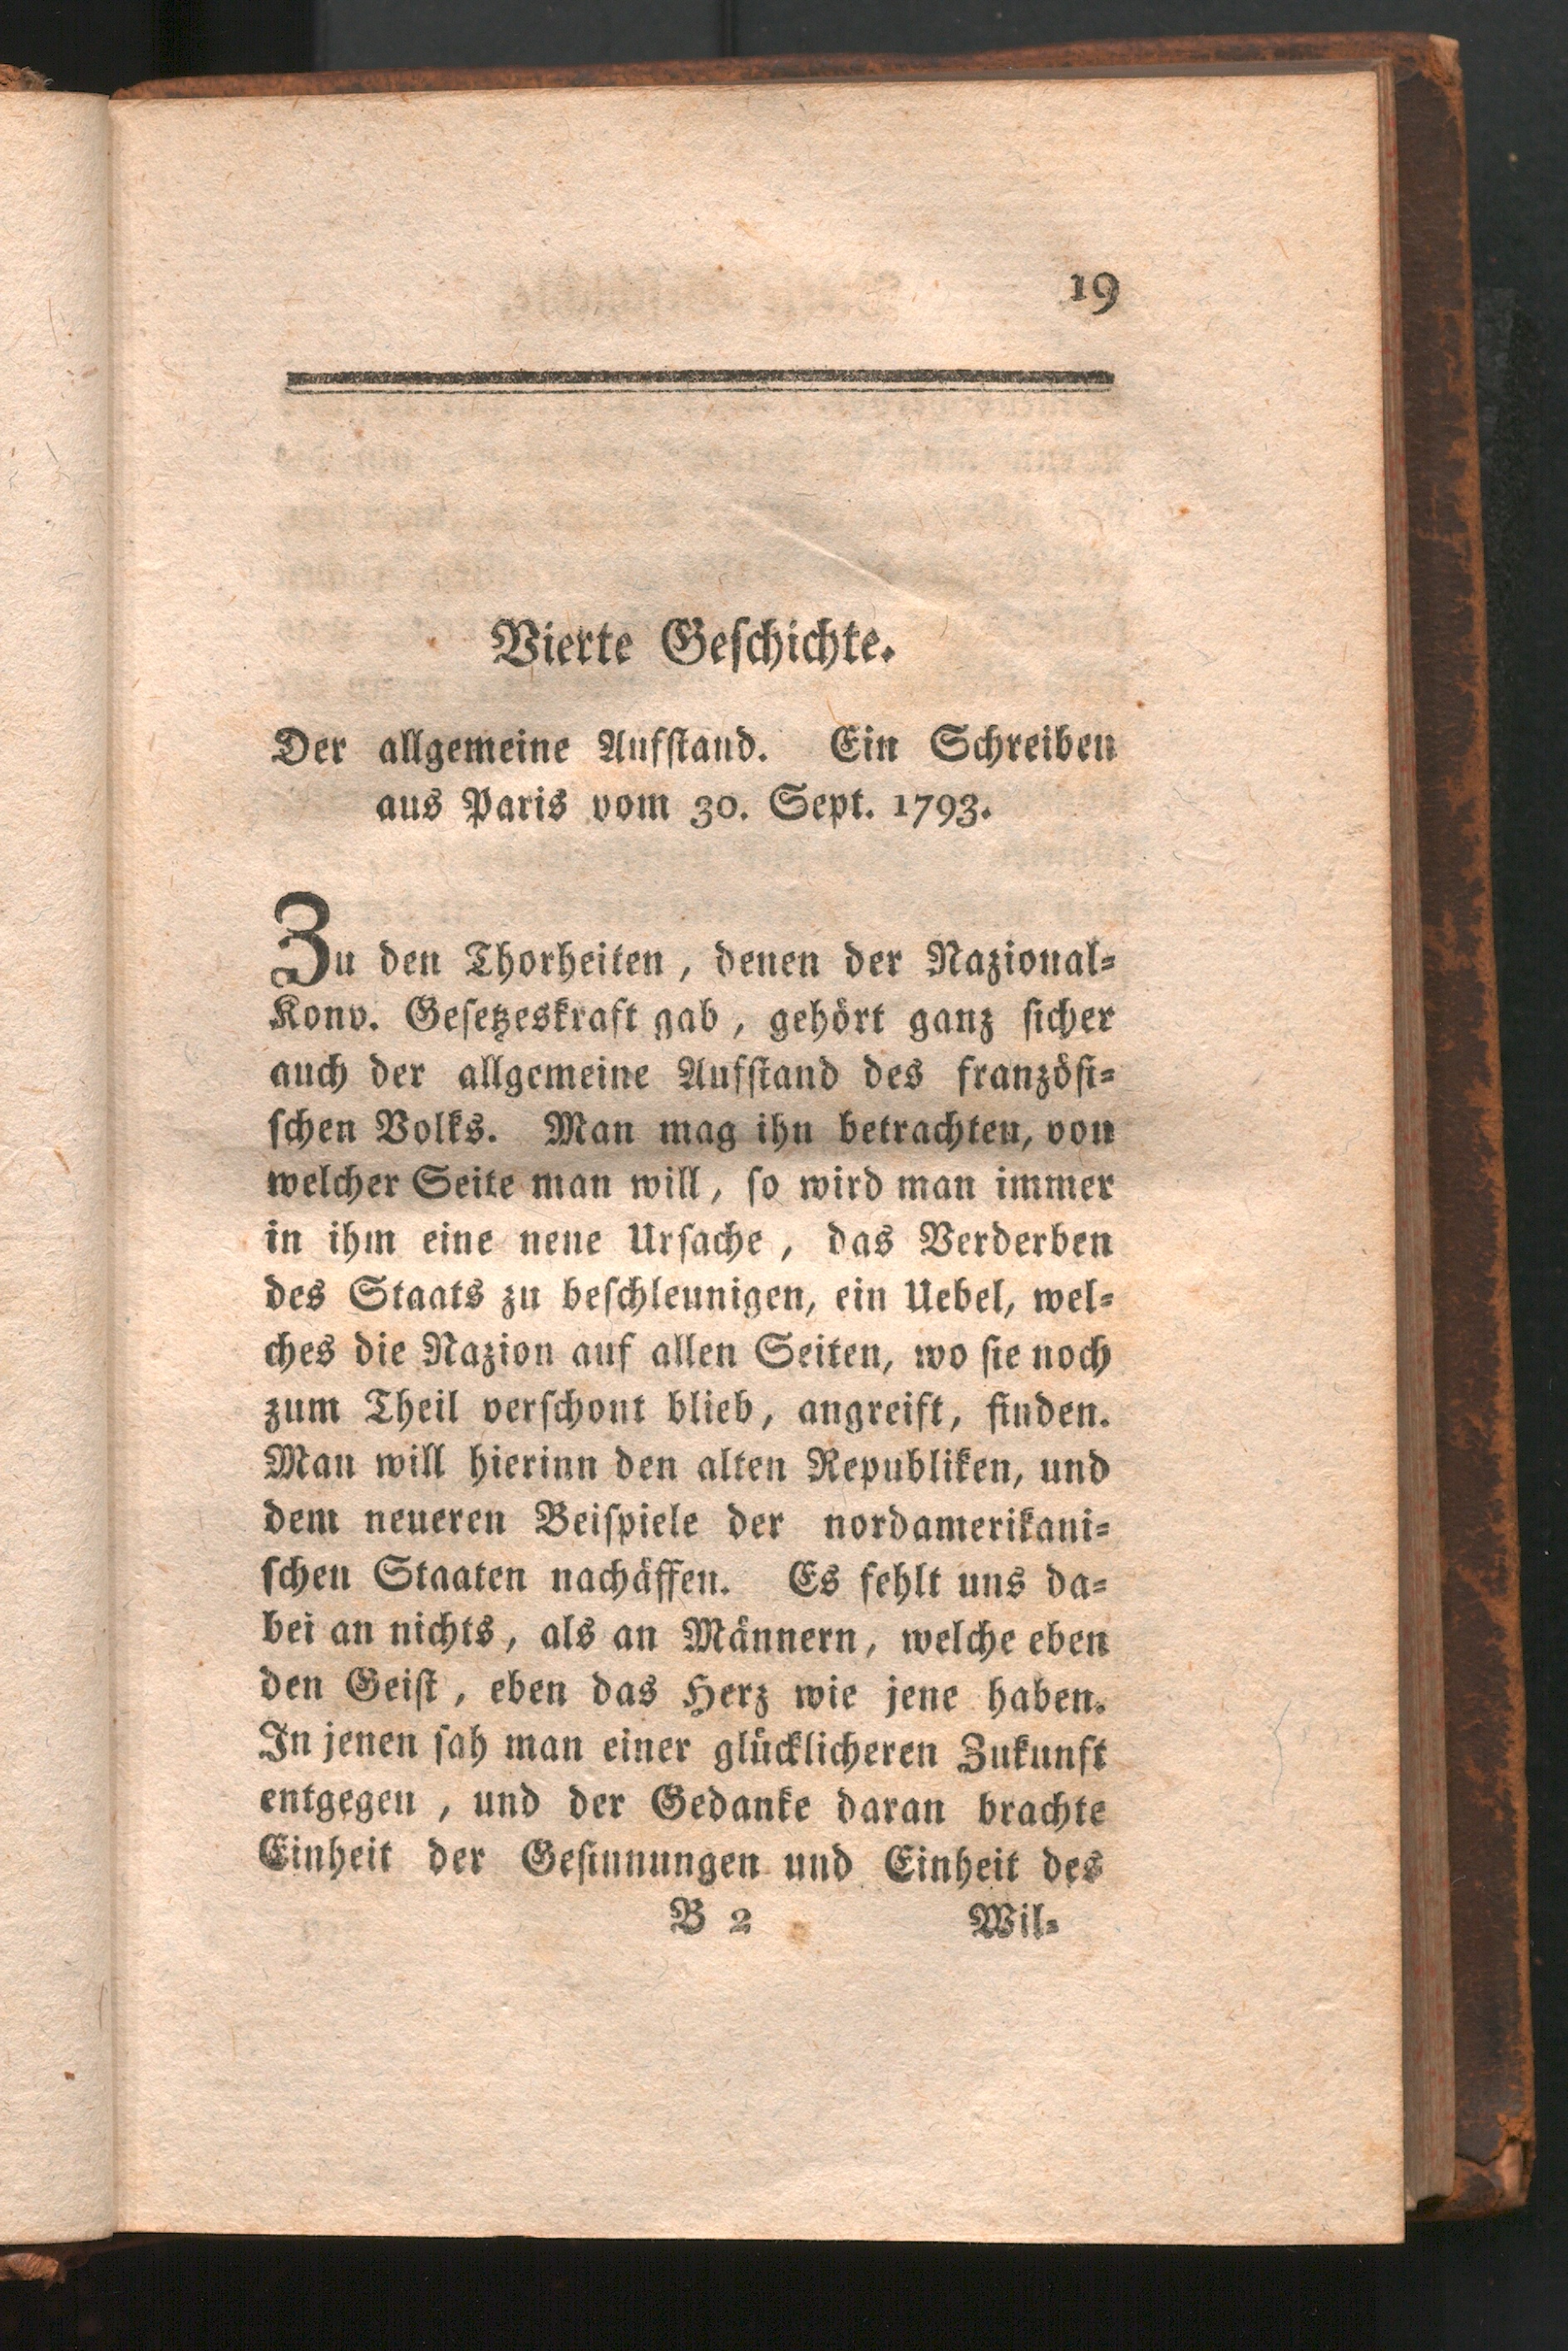 19
Vierte Geſchichte.
Der allgemeine Aufſtand. Ein Schreiben
aus Paris vom 30. Sept. 1793.
Zu den Thorheiten, denen der Nazional-
Konv. Geſetzeskraft gab, gehört ganz ſicher
auch der allgemeine Aufſtand des franzöſi-
ſchen Volks. Man mag ihn betrachten, von
welcher Seite man will, ſo wird man immer
in ihm eine neue Urſache, das Verderben
des Staats zu beſchleunigen, ein Uebel, wel-
ches die Nazion auf allen Seiten, wo ſie noch
zum Theil verſchont blieb, angreift, finden.
Man will hierinn den alten Republiken, und
dem neueren Beiſpiele der nordamerikani-
ſchen Staaten nachäffen. Es fehlt uns da-
bei an nichts, als an Männern, welche eben
den Geiſt, eben das Herz wie jene haben.
In jenen ſah man einer glücklicheren Zukunft
entgegen, und der Gedanke daran brachte
Einheit der Geſinnungen und Einheit des
B 2 Wil-